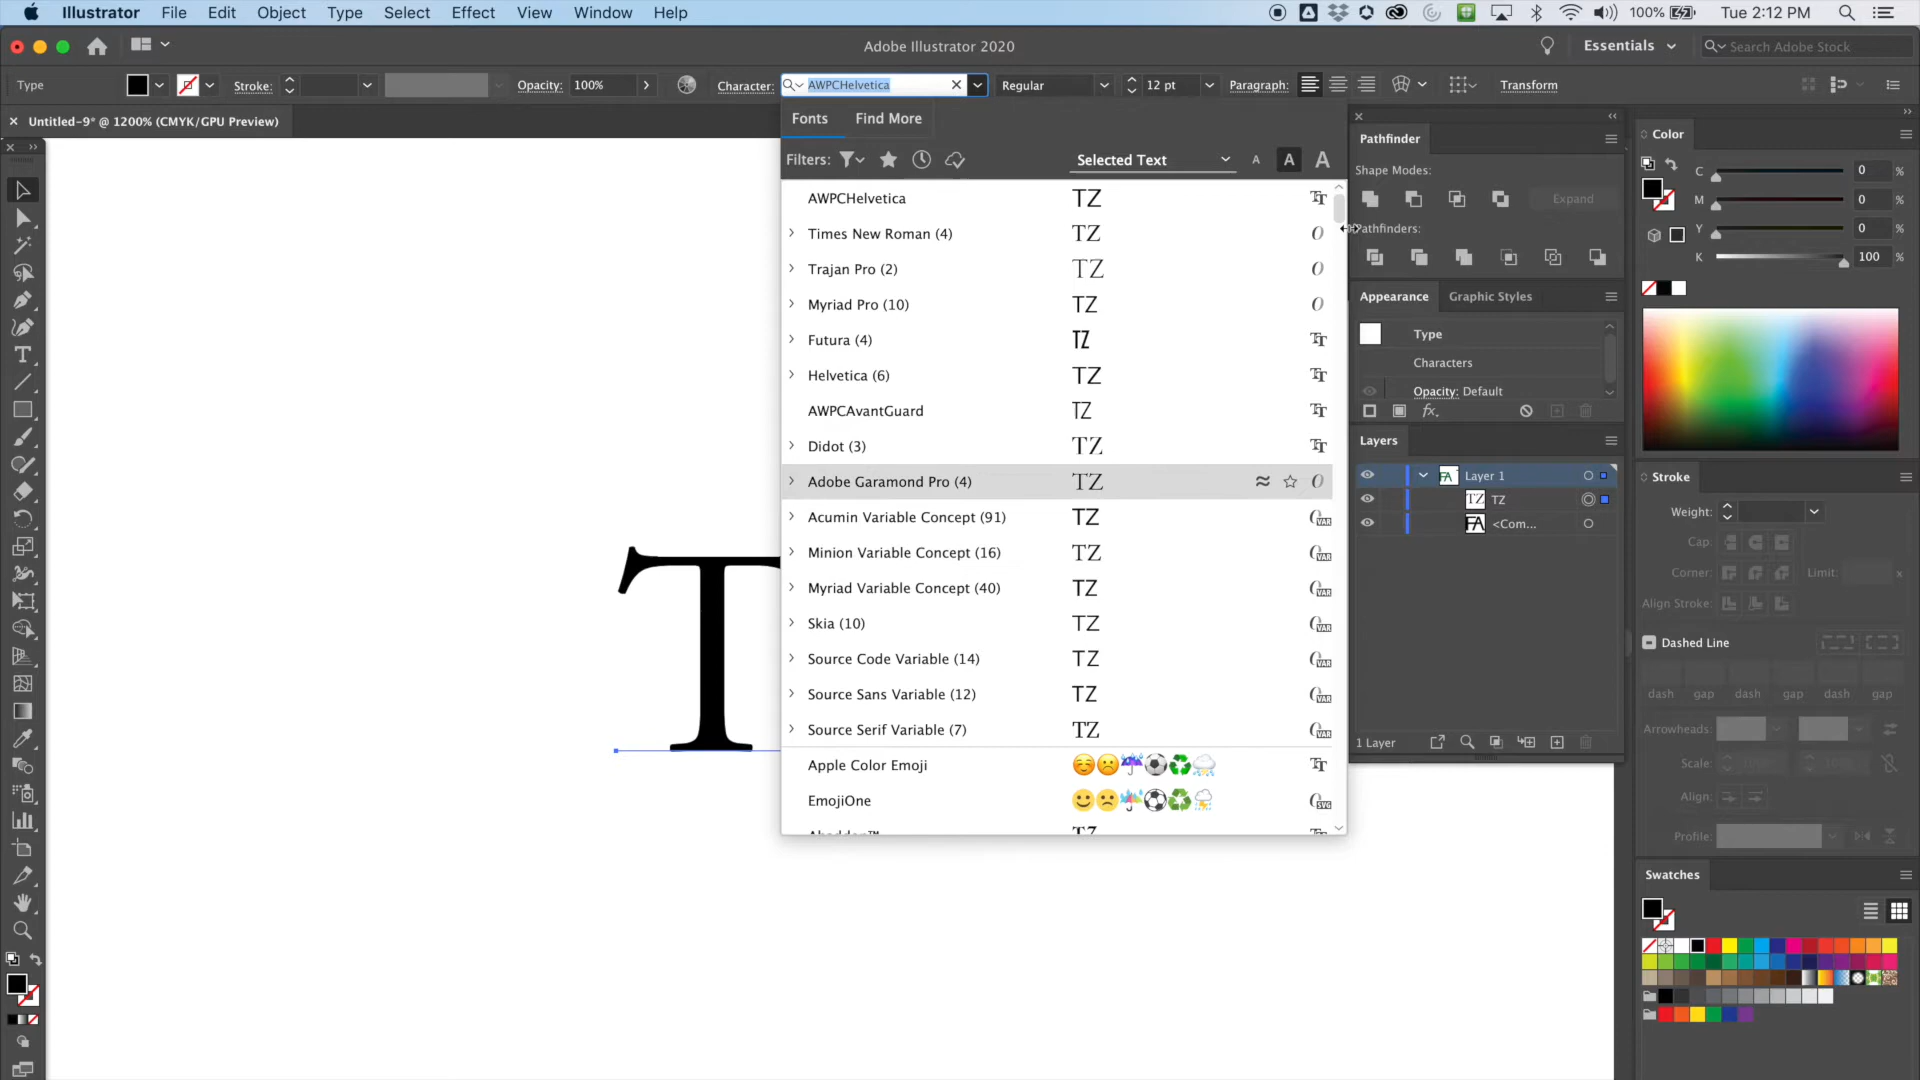 Illustrator File Edit Object Type Select Effect View Window Help 100% Tue 2:12 PM
Adobe Illustrator 2020 Essentials Search Adobe Stock
Type Stroke: Opacity: 100% Character: AWPCHelvetica Regular 12 pt Paragraph: Transform
Untitled-9* @ 1200% (CMYK/GPU Preview)
Fonts Find More
Filters: Selected Text A A A
AWPCHelvetica TZ
Times New Roman (4) TZ
Trajan Pro (2) TZ
Myriad Pro (10) TZ
Futura (4) TZ
Helvetica (6) TZ
AWPCAvantGuard TZ
Didot (3) TZ
Adobe Garamond Pro (4) TZ
Acumin Variable Concept (91) TZ
Minion Variable Concept (16) TZ
Myriad Variable Concept (40) TZ
Skia (10) TZ
Source Code Variable (14) TZ
Source Sans Variable (12) TZ
Source Serif Variable (7) TZ
Apple Color Emoji
EmojiOne
T
Pathfinder
Shape Modes:
Expand
Pathfinders:
Appearance Graphic Styles
Type
Characters
Opacity: Default
fx.
Layers
Layer 1
TZ TZ
FA <Com...
1 Layer
Color
C 0 %
M 0 %
Y 0 %
K 100 %
Stroke
Weight:
Cap:
Corner: Limit: x
Align Stroke:
Dashed Line
dash gap dash gap dash gap
Arrowheads:
Scale: 100% 100%
Align:
Profile:
Swatches